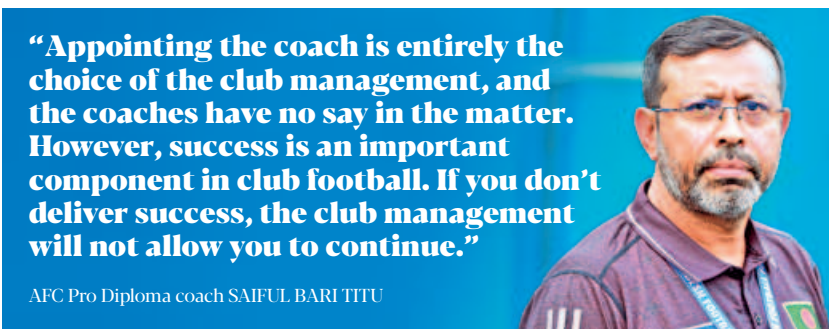 “Appointing the coach is entirely the
choice of the club management, and
the coaches have no say in the matter.
However, success is an important
component in club football. If you don’t
deliver success, the club management
will not allow you to continue.”
AFC Pro Diploma coach SAIFUL BARI TITU